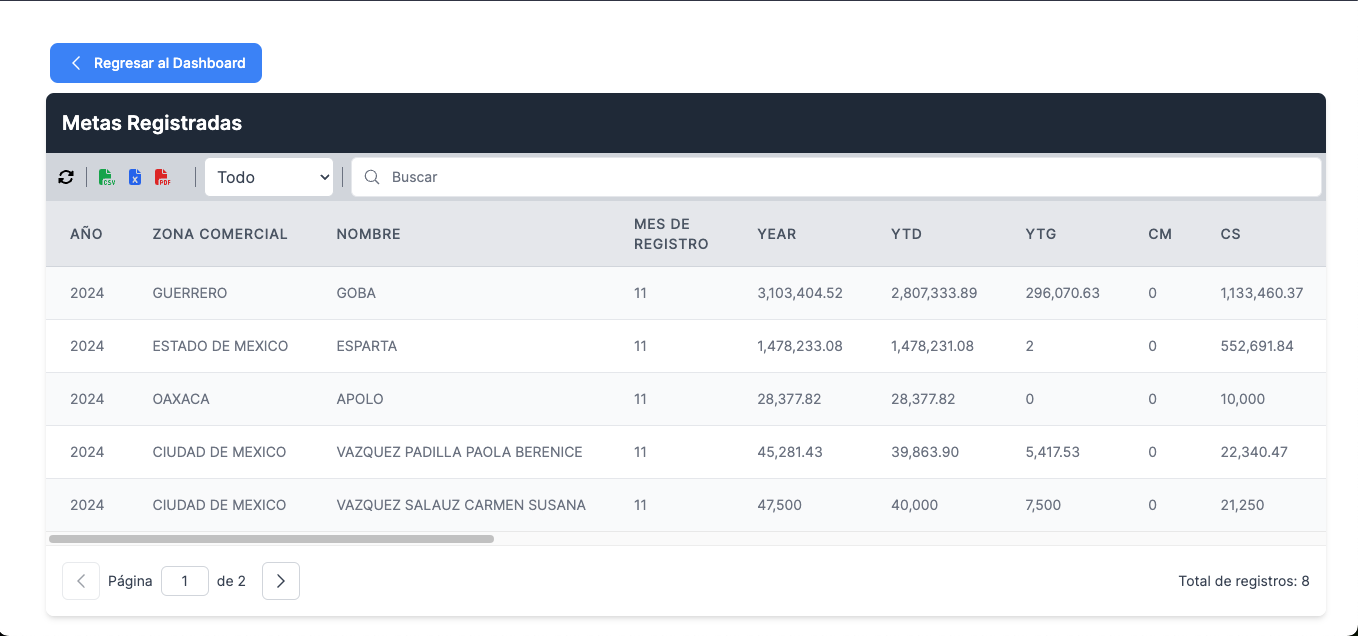 Regresar al Dashboard
Metas Registradas
CSV X PDF Todo Buscar
AÑO ZONA COMERCIAL NOMBRE MES DE REGISTRO YEAR YTD YTG CM CS
2024 GUERRERO GOBA 11 3,103,404.52 2,807,333.89 296,070.63 0 1,133,460.37
2024 ESTADO DE MEXICO ESPARTA 11 1,478,233.08 1,478,231.08 2 552,691.84
2024 OAXACA APOLO 11 28,377.82 28,377.82 0 0 10,000
2024 CIUDAD DE MEXICO VAZQUEZ PADILLA PAOLA BERENICE 11 45,281.43 39,863.90 5,417.53 0 22,340.47
2024 CIUDAD DE MEXICO VAZQUEZ SALAUZ CARMEN SUSANA 11 47,500 40,000 7,500 0 21,250
Página 1 de 2 Total de registros: 8